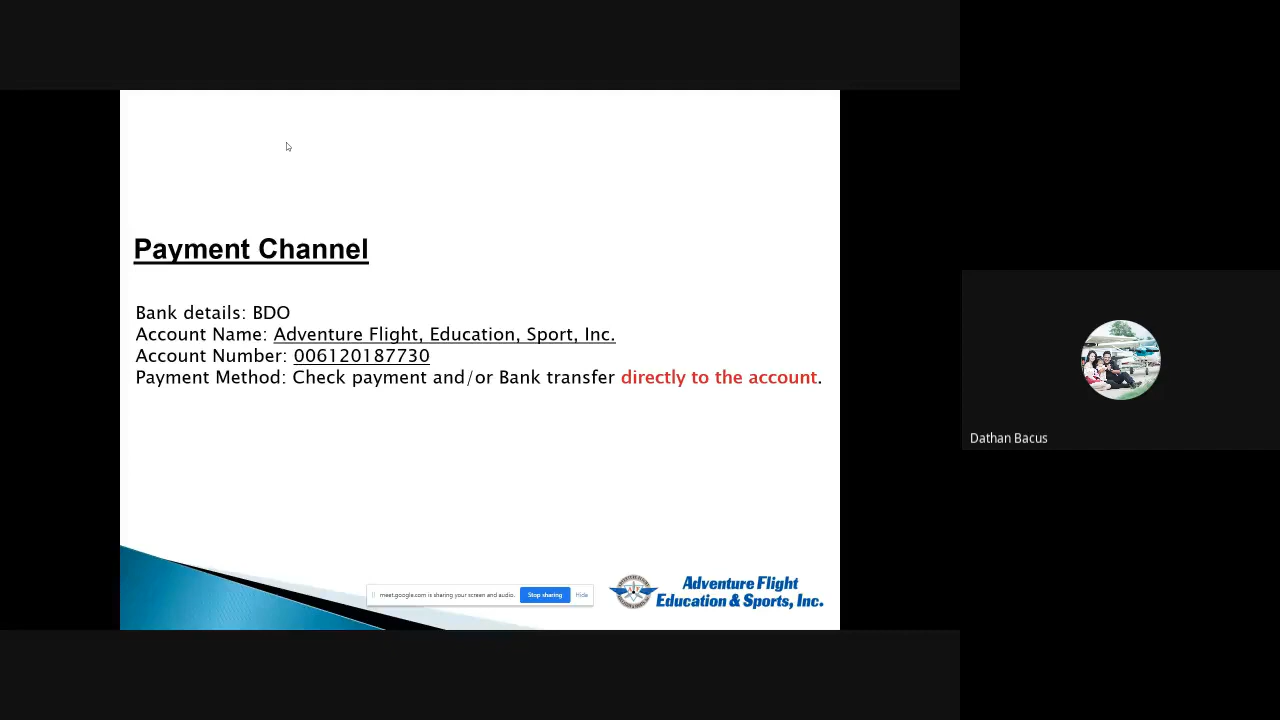 Payment Channel
Bank details: BDO
Account Name: Adventure Flight, Education, Sport, Inc.
Account Number: 006120187730
Payment Method: Check payment and/or Bank transfer directly to the account.
Dathan Bacus
meet.google.com is sharing your screen and audio. Stop sharing Hide
Adventure Flight
Education & Sports, Inc.